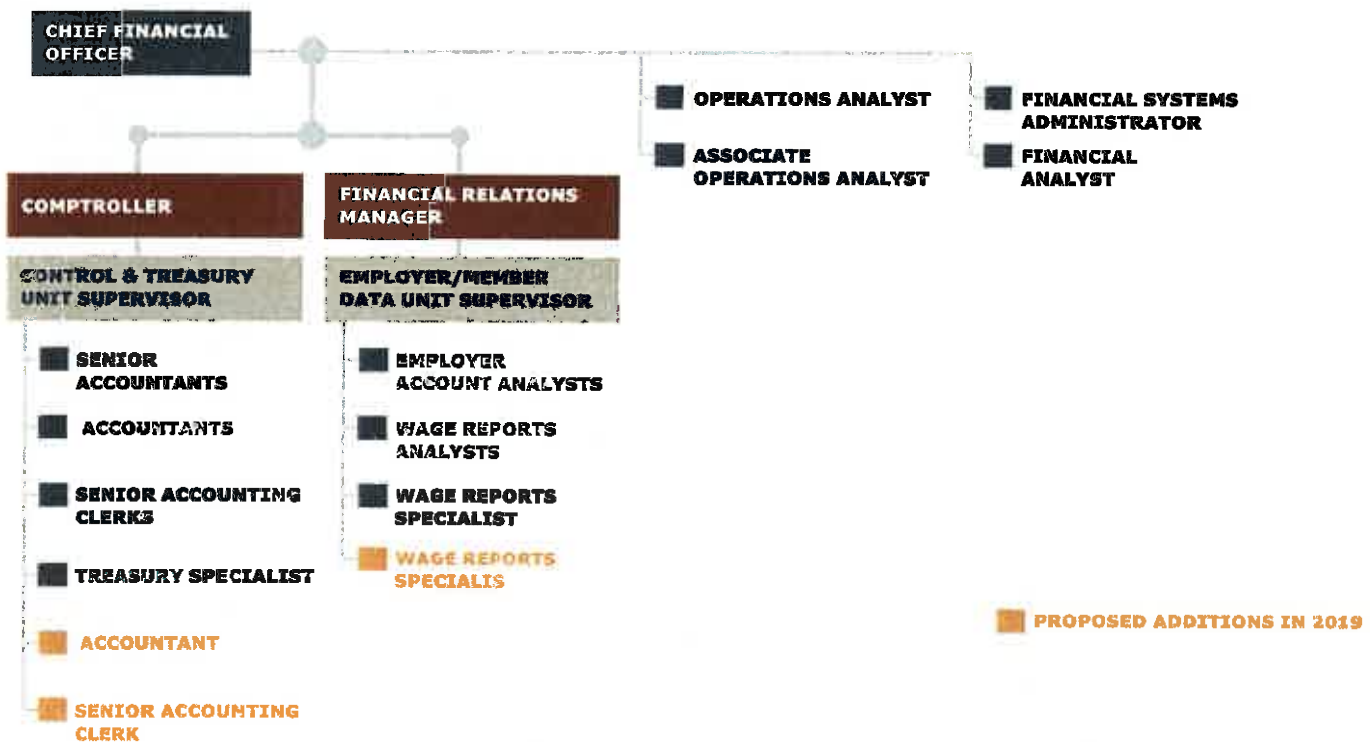 CHIEF FINANCIAL
OFFICER
OPERATIONS ANALYST
ASSOCIATE
OPERATIONS ANALYST
FINANCIAL SYSTEMS
ADMINISTRATOR
FINANCIAL
ANALYST
COMPTROLLER
CONTROL & TREASURY
UNIT SUPERVISOR
SENIOR
ACCOUNTANTS
ACCOUNTANTS
SENIOR ACCOUNTING
CLERKS
TREASURY SPECIALIST
ACCOUNTANT
SENIOR ACCOUNTING
CLERK
FINANCIAL RELATIONS
MANAGER
EMPLOYER/MEMBER
DATA UNIT SUPERVISOR
EMPLOYER
ACCOUNT ANALYSTS
WAGE REPORTS
ANALYSTS
WAGE REPORTS
SPECIALIST
WAGE REPORTS
SPECIALIS
PROPOSED ADDITIONS IN 2019